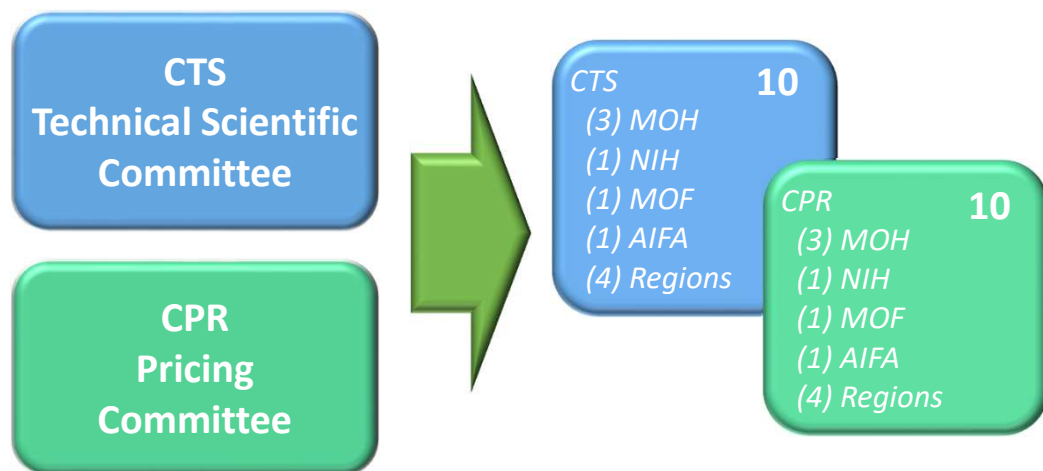 CTS
Technical Scientific
Committee
CPR
Pricing
Committee
CTS 10
(3) MOH
(1) NIH
(1) MOF
(1) AIFA
(4) Regions
CPR 10
(3) MOH
(1) NIH
(1) MOF
(1) AIFA
(4) Regions